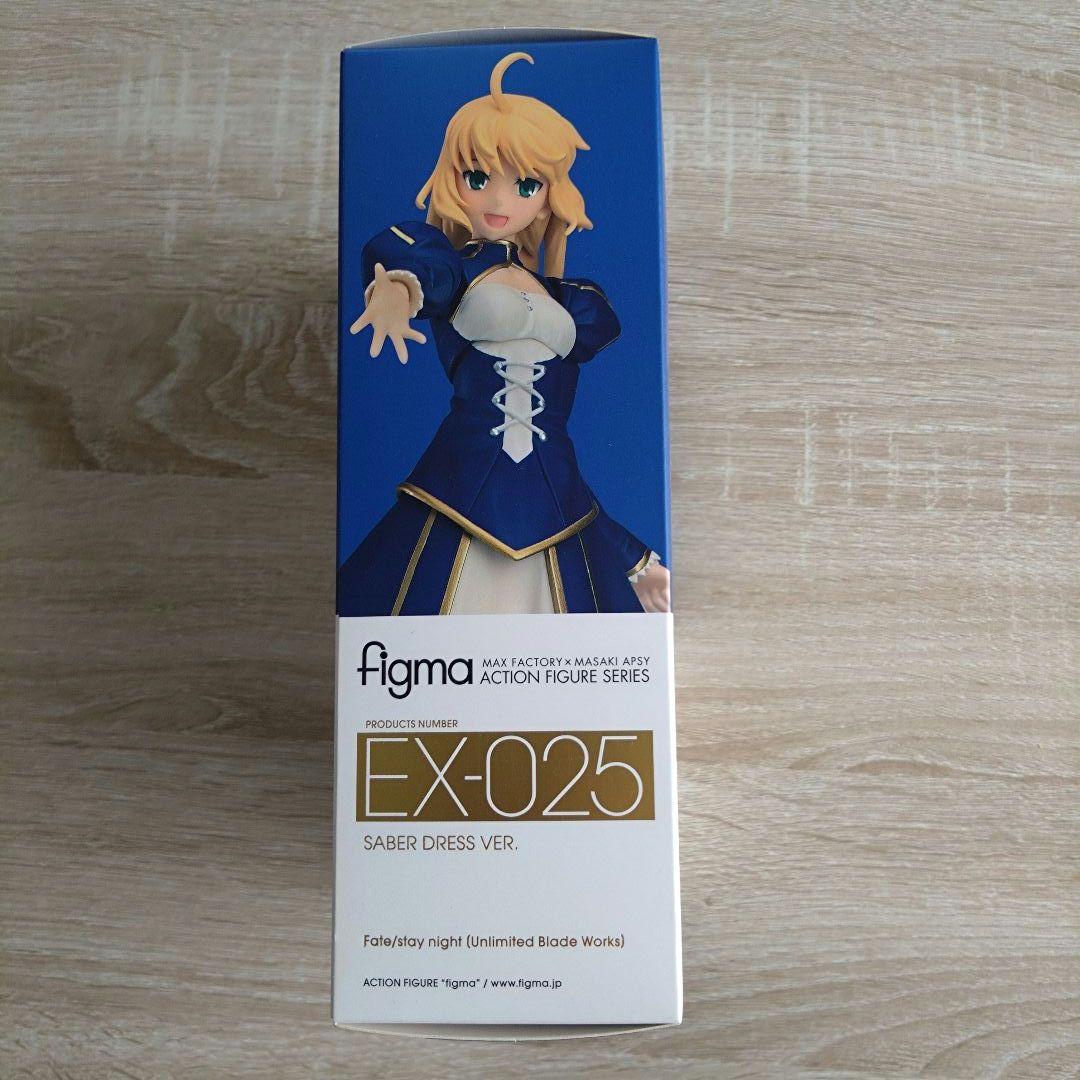 figma MAX FACTORY × MASAKI APSY
ACTION FIGURE SERIES
PRODUCTS NUMBER
EX-025
SABER DRESS VER.
Fate/stay night [Unlimited Blade Works]
ACTION FIGURE "figma" / www.figma.jp